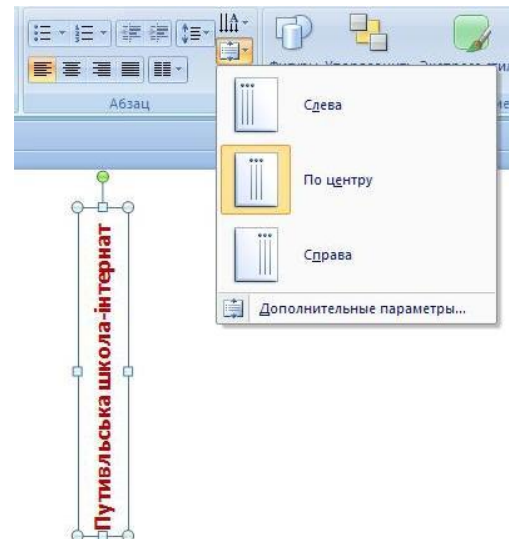 Абзац
Слева
По центру
Справа
Дополнительные параметры...
Путивльська школа-інтернат